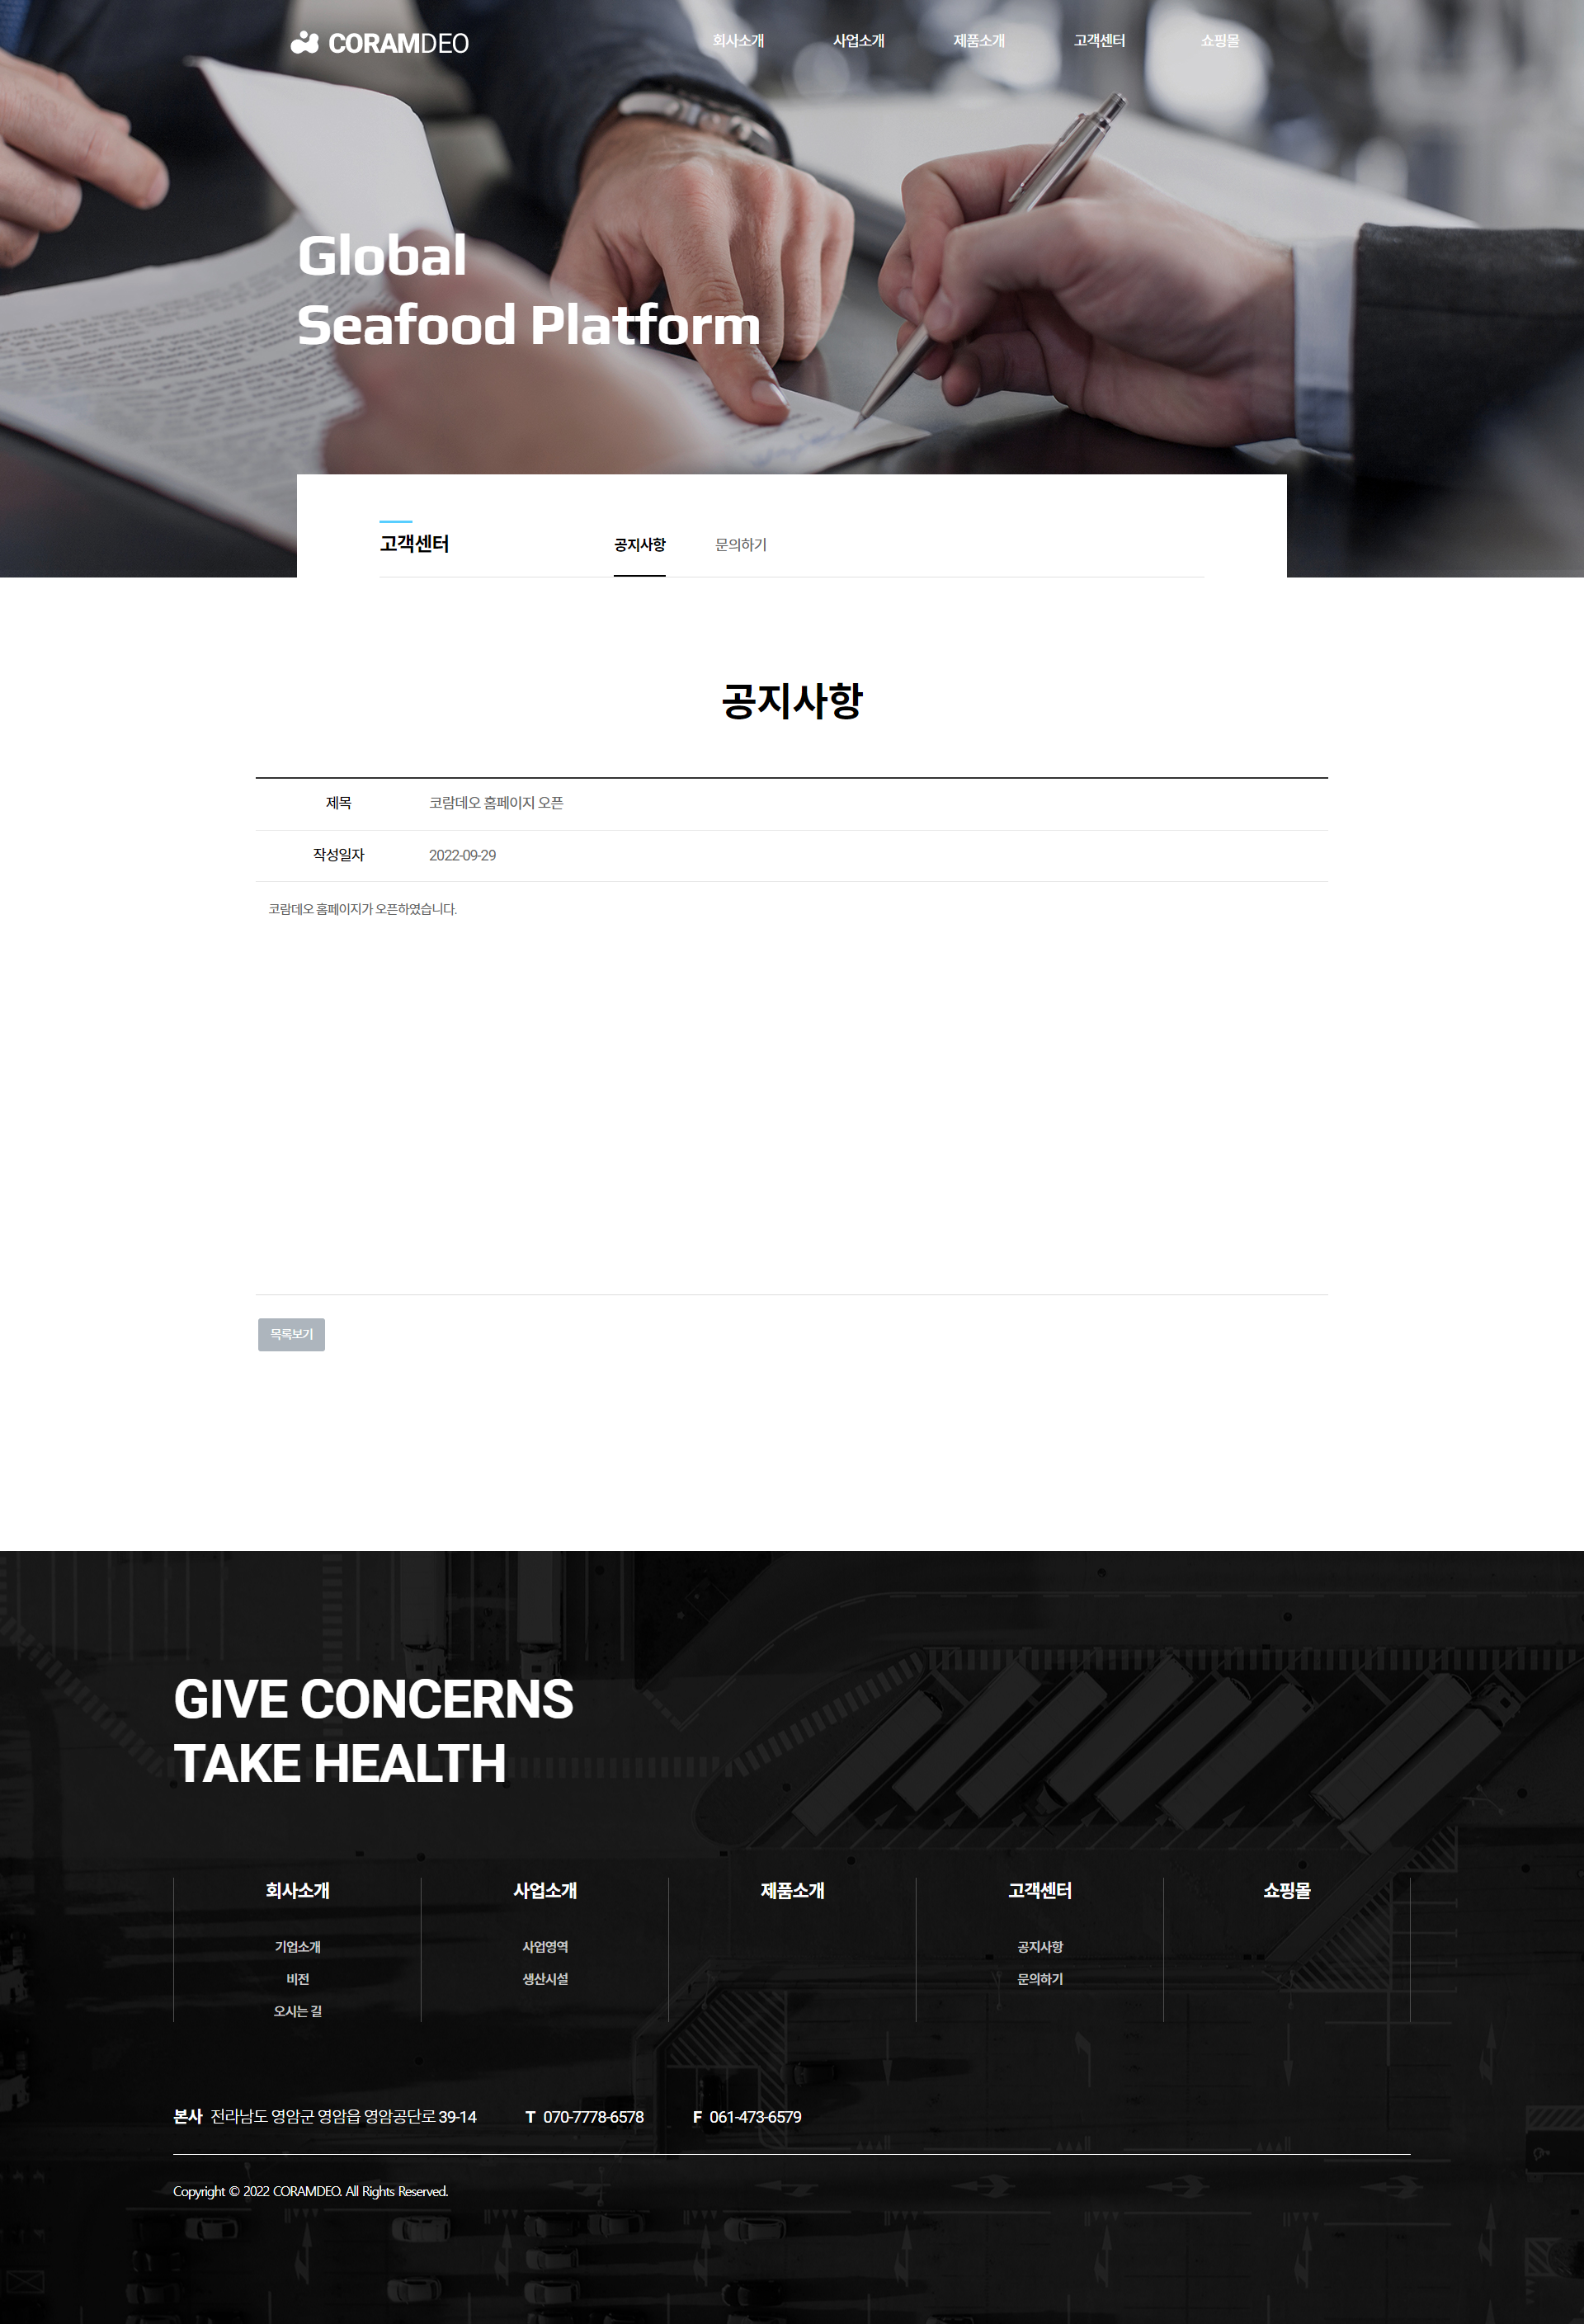 CORAMDEO
회사소개 사업소개 제품소개 고객센터 쇼핑몰
Global
Seafood Platform
고객센터
공지사항 문의하기
공지사항
제목 코람데오 홈페이지 오픈
작성일자 2022-09-29
코람데오 홈페이지가 오픈하였습니다.
목록보기
GIVE CONCERNS
TAKE HEALTH
회사소개 사업소개 제품소개 고객센터 쇼핑몰
기업소개 사업영역 공지사항
비전 생산시설 문의하기
오시는 길
본사 전라남도 영암군 영암읍 영암공단로 39-14 T 070-7778-6578 F 061-473-6579
Copyright © 2022 CORAMDEO. All Rights Reserved.